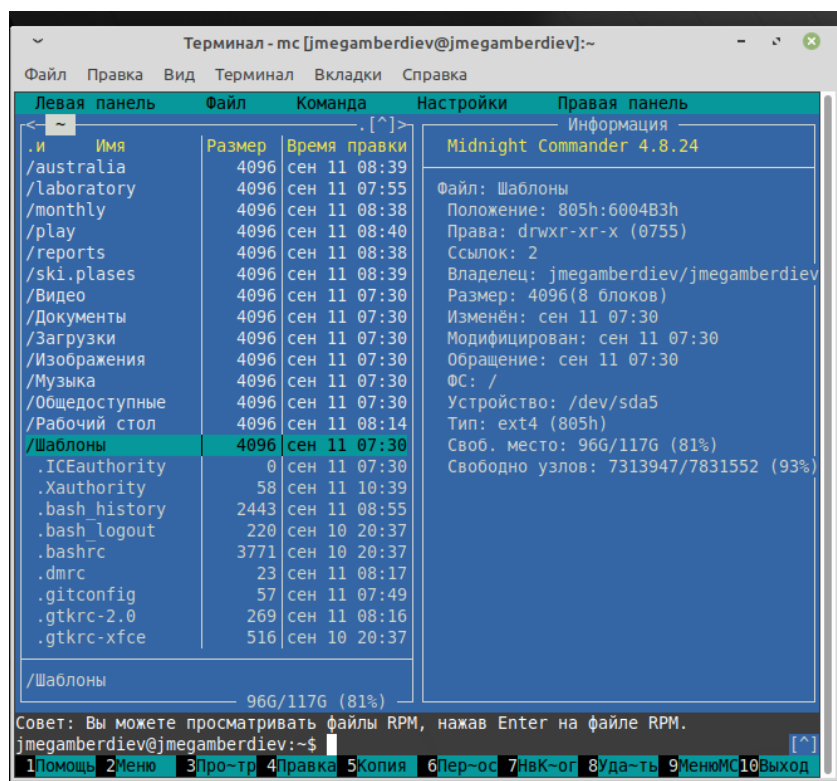 Терминал - mc [jmegamberdiev@jmegamberdiev]:~
Файл Правка Вид Терминал Вкладки Справка
Левая панель Файл Команда Настройки Правая панель
<- ~ .[^]> Информация
.и Имя Размер Время правки Midnight Commander 4.8.24
/australia 4096 сен 11 08:39
/laboratory 4096 сен 11 07:55 Файл: Шаблоны
/monthly 4096 сен 11 08:38 Положение: 805h:6004B3h
/play 4096 сен 11 08:40 Права: drwxr-xr-x (0755)
/reports 4096 сен 11 08:38 Ссылок: 2
/ski.plases 4096 сен 11 08:39 Владелец: jmegamberdiev/jmegamberdiev
/Видео 4096 сен 11 07:30 Размер: 4096(8 блоков)
/Документы 4096 сен 11 07:30 Изменён: сен 11 07:30
/Загрузки 4096 сен 11 07:30 Модифицирован: сен 11 07:30
/Изображения 4096 сен 11 07:30 Обращение: сен 11 07:30
/Музыка 4096 сен 11 07:30 ФС: /
/Общедоступные 4096 сен 11 07:30 Устройство: /dev/sda5
/Рабочий стол 4096 сен 11 08:14 Тип: ext4 (805h)
/Шаблоны 4096 сен 11 07:30 Своб. место: 96G/117G (81%)
.ICEauthority 0 сен 11 07:30 Свободно узлов: 7313947/7831552 (93%)
.Xauthority 58 сен 11 10:39
.bash_history 2443 сен 11 08:55
.bash_logout 220 сен 10 20:37
.bashrc 3771 сен 10 20:37
.dmrc 23 сен 11 08:17
.gitconfig 57 сен 11 07:49
.gtkrc-2.0 269 сен 11 08:16
.gtkrc-xfce 516 сен 10 20:37
/Шаблоны
96G/117G (81%)
Совет: Вы можете просматривать файлы RPM, нажав Enter на файле RPM.
jmegamberdiev@jmegamberdiev:~$ [^]
1Помощь 2Меню 3Про~тр 4Правка 5Копия 6Пер~ос 7НвК~ог 8Уда~ть 9МенюМС 10Выход